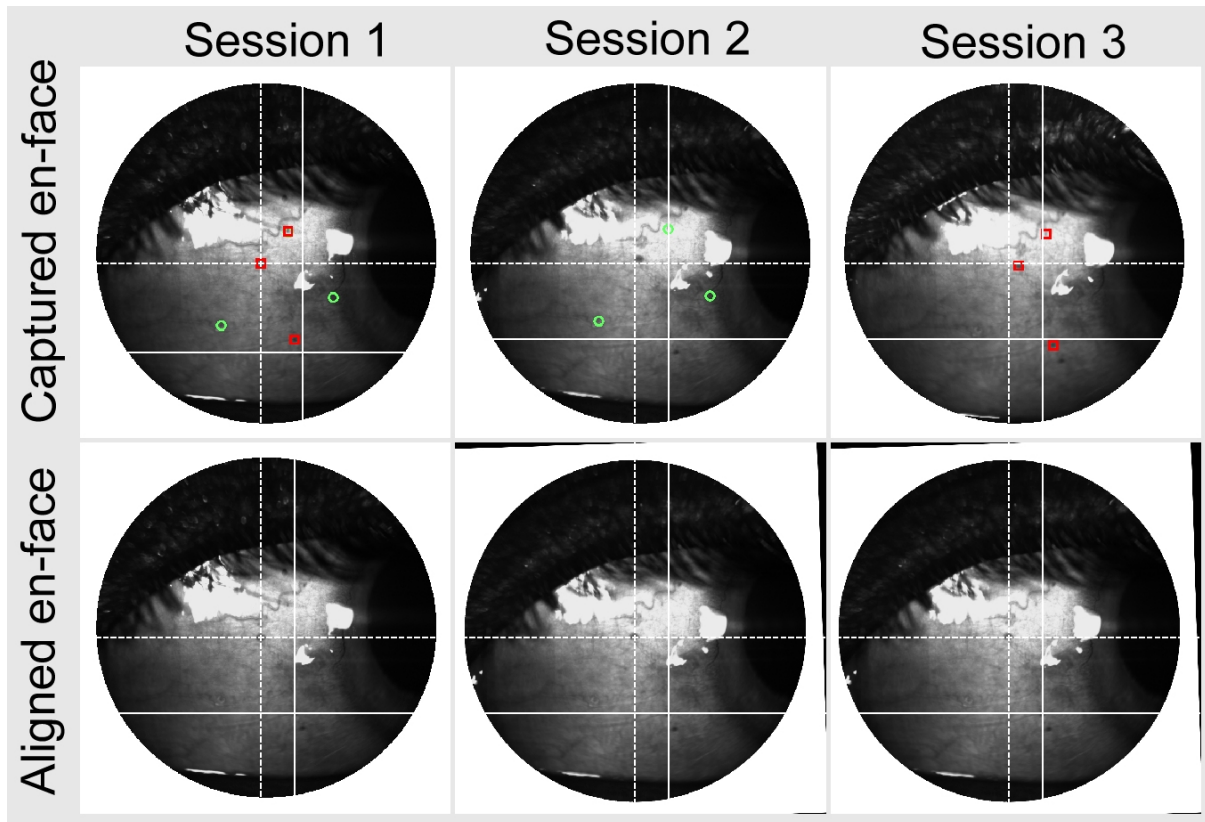 Session 1
Session 2
Session 3
Captured en-face
Aligned en-face